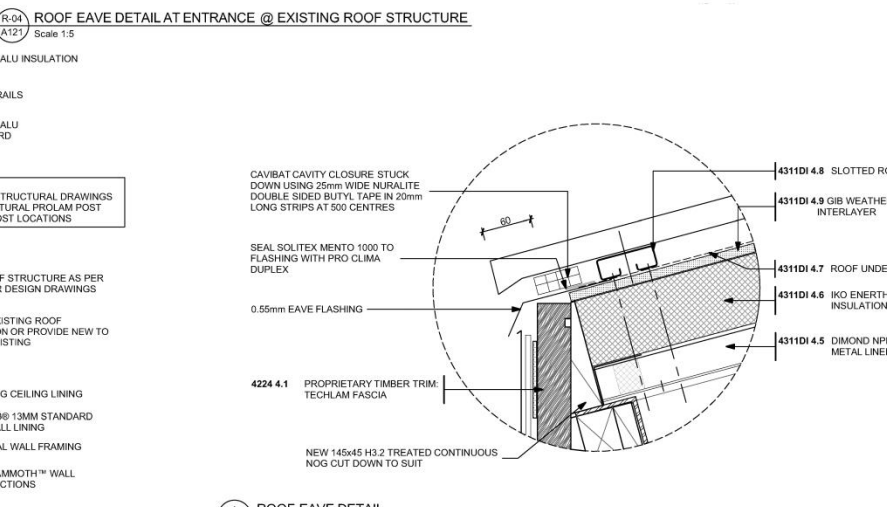 R-04
A121
ROOF EAVE DETAIL AT ENTRANCE @ EXISTING ROOF STRUCTURE
Scale 1:5
ALU INSULATION
RAILS
ALU
RD
TRUCTURAL DRAWINGS
TURAL PROLAM POST
OST LOCATIONS
F STRUCTURE AS PER
R DESIGN DRAWINGS
XISTING ROOF
ON OR PROVIDE NEW TO
ISTING
G CEILING LINING
B® 13MM STANDARD
ALL LINING
AL WALL FRAMING
AMMOTH™ WALL
CTIONS
CAVIBAT CAVITY CLOSURE STUCK
DOWN USING 25mm WIDE NURALITE
DOUBLE SIDED BUTYL TAPE IN 20mm
LONG STRIPS AT 500 CENTRES
SEAL SOLITEX MENTO 1000 TO
FLASHING WITH PRO CLIMA
DUPLEX
0.55mm EAVE FLASHING
4224 4.1 PROPRIETARY TIMBER TRIM:
TECHLAM FASCIA
NEW 145x45 H3.2 TREATED CONTINUOUS
NOG CUT DOWN TO SUIT
60
4311DI 4.8 SLOTTED RO
4311DI 4.9 GIB WEATHE
INTERLAYER
4311DI 4.7 ROOF UNDE
4311DI 4.6 IKO ENERTH
INSULATION
4311DI 4.5 DIMOND NP
METAL LINE
ROOF EAVE DETAIL